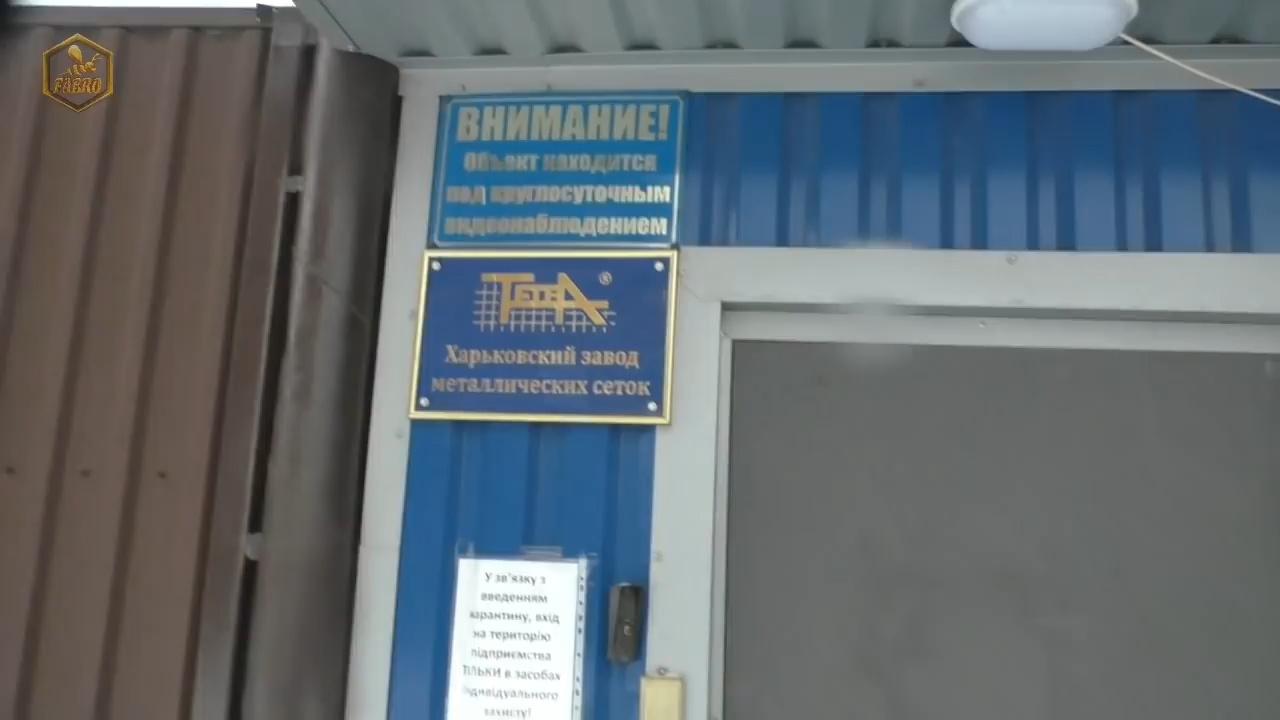 FABRO
ВНИМАНИЕ!
Объект находится
под круглосуточным
видеонаблюдением
ТЕТЕА ®
Харьковский завод
металлических сеток
У зв'язку з
введенням
карантину, вхід
на територію
підприємства
ТІЛЬКИ в засобах
індивідуального
захисту!